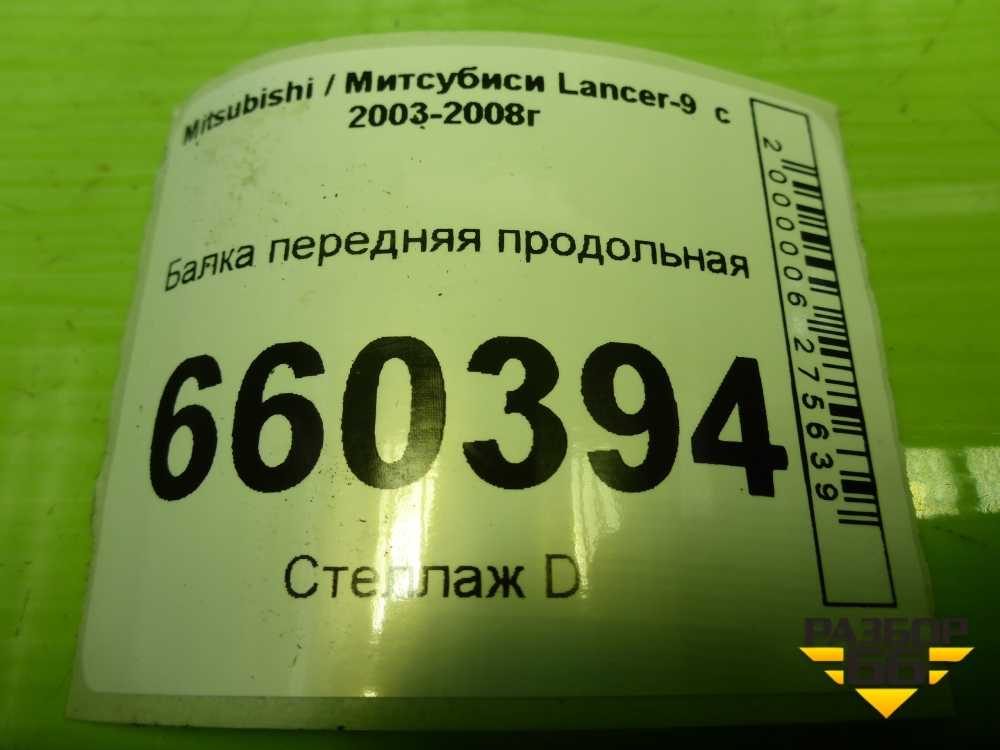 Mitsubishi / Митсубиси Lancer-9 с
2003-2008г
Балка передняя продольная
660394
Стеллаж D
2000006275639
РАЗБОР
66